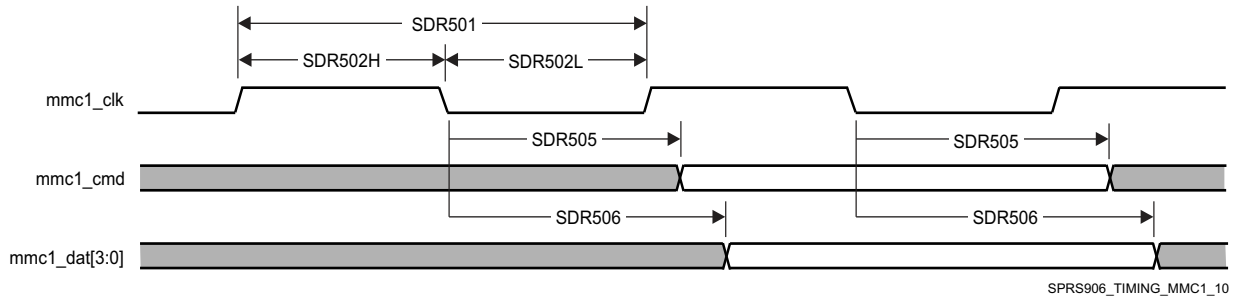 SDR501
SDR502H
SDR502L
mmc1_clk
SDR505
SDR505
mmc1_cmd
SDR506
SDR506
mmc1_dat[3:0]
SPRS906_TIMING_MMC1_10